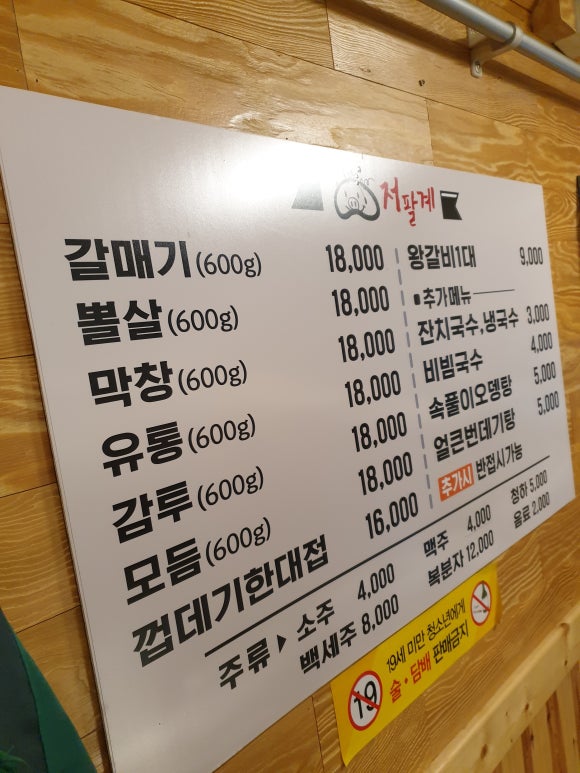 저팔계
갈매기(600g) 18,000
뽈살(600g) 18,000
막창(600g) 18,000
유통(600g) 18,000
감투(600g) 18,000
모듬(600g) 18,000
껍데기한대접 16,000
왕갈비1대 9,000
추가메뉴
잔치국수,냉국수 3,000
비빔국수 4,000
속풀이오뎅탕 5,000
얼큰번데기탕 5,000
추가시 반접시가능
주류 ▶ 소주 4,000 맥주 4,000 청하 5,000
백세주 8,000 복분자 12,000 음료 2,000
19 19세 미만 청소년에게
술·담배 판매금지